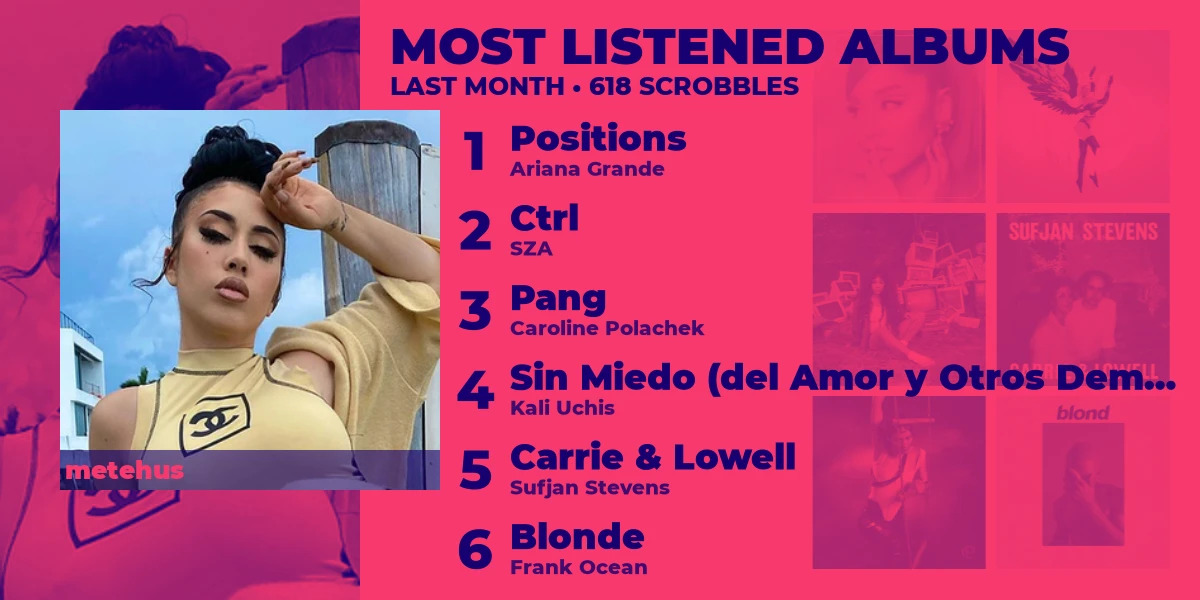 MOST LISTENED ALBUMS
LAST MONTH • 618 SCROBBLES
1 Positions
Ariana Grande
2 Ctrl
SZA
3 Pang
Caroline Polachek
4 Sin Miedo (del Amor y Otros Dem...
Kali Uchis
5 Carrie & Lowell
Sufjan Stevens
6 Blonde
Frank Ocean
metehus
SUFJAN STEVENS
CARRIE & LOWELL
blond